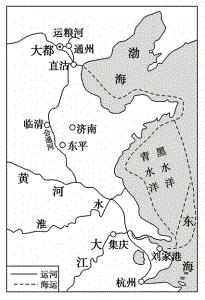 运粮河
大都
通州
直沽
渤
海
临清
会通河
济南
东平
黄河
青水洋
黑水洋
淮水
大江
集庆
刘家港
东
海
杭州
运河
海运